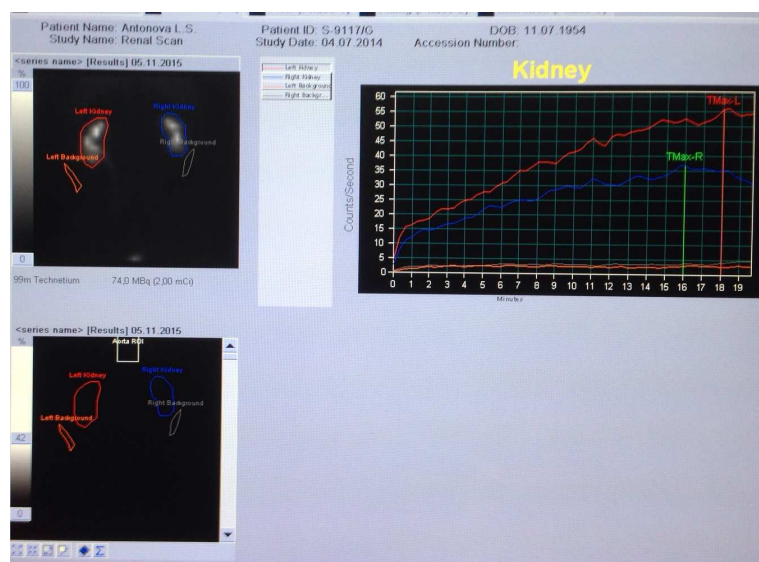 Patient Name: Antonova L.S.
Patient ID: S-9117/G
DOB: 11.07.1954
Study Name: Renal Scan
Study Date: 04.07.2014
Accession Number:
<series name> [Results] 05.11.2015
%
100
0
Left Kidney
Right Kidney
Right Background
Left Background
99m Technetium 74,0 MBq (2,00 mCi)
Left Kidney
Right Kidney
Left Background
Right Backgr...
Kidney
TMax-L
TMax-R
Counts/Second
60
55
50
45
40
35
30
25
20
15
10
5
0
0 1 2 3 4 5 6 7 8 9 10 11 12 13 14 15 16 17 18 19
Minutes
<series name> [Results] 05.11.2015
%
42
0
Aorta ROI
Left Kidney
Right Kidney
Right Background
Left Background
Σ